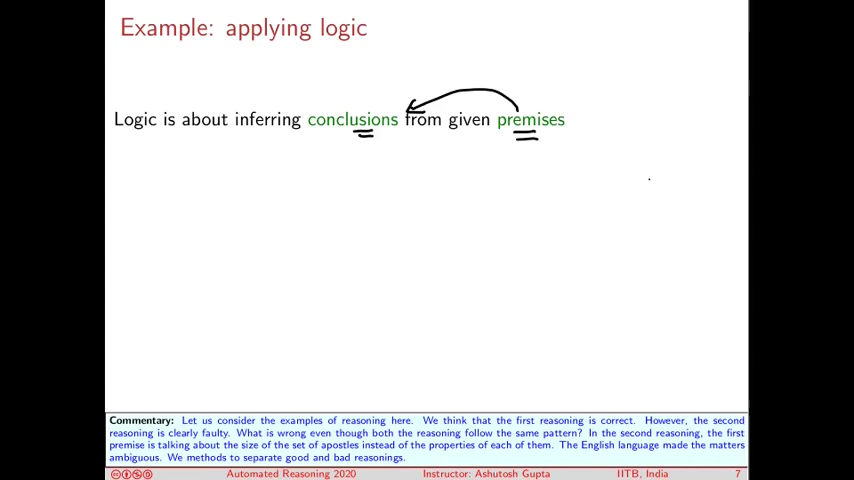 Example: applying logic
Logic is about inferring conclusions from given premises
Commentary: Let us consider the examples of reasoning here. We think that the first reasoning is correct. However, the second
reasoning is clearly faulty. What is wrong even though both the reasoning follow the same pattern? In the second reasoning, the first
premise is talking about the size of the set of apostles instead of the properties of each of them. The English language made the matters
ambiguous. We methods to separate good and bad reasonings.
Automated Reasoning 2020 Instructor: Ashutosh Gupta IITB, India 7